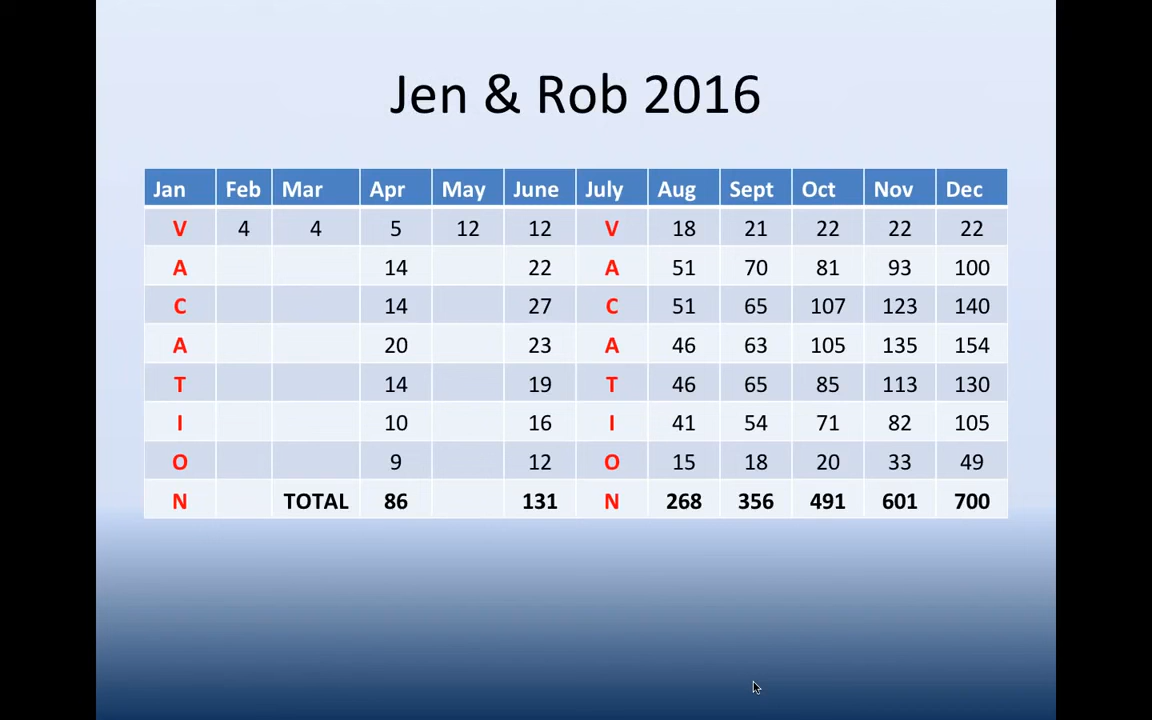 Jen & Rob 2016
Jan Feb Mar Apr May June July Aug Sept Oct Nov Dec
V 4 4 5 12 12 V 18 21 22 22 22
A 14 22 A 51 70 81 93 100
C 14 27 C 51 65 107 123 140
A 20 23 A 46 63 105 135 154
T 14 19 T 46 65 85 113 130
I 10 16 I 41 54 71 82 105
O 9 12 O 15 18 20 33 49
N TOTAL 86 131 N 268 356 491 601 700